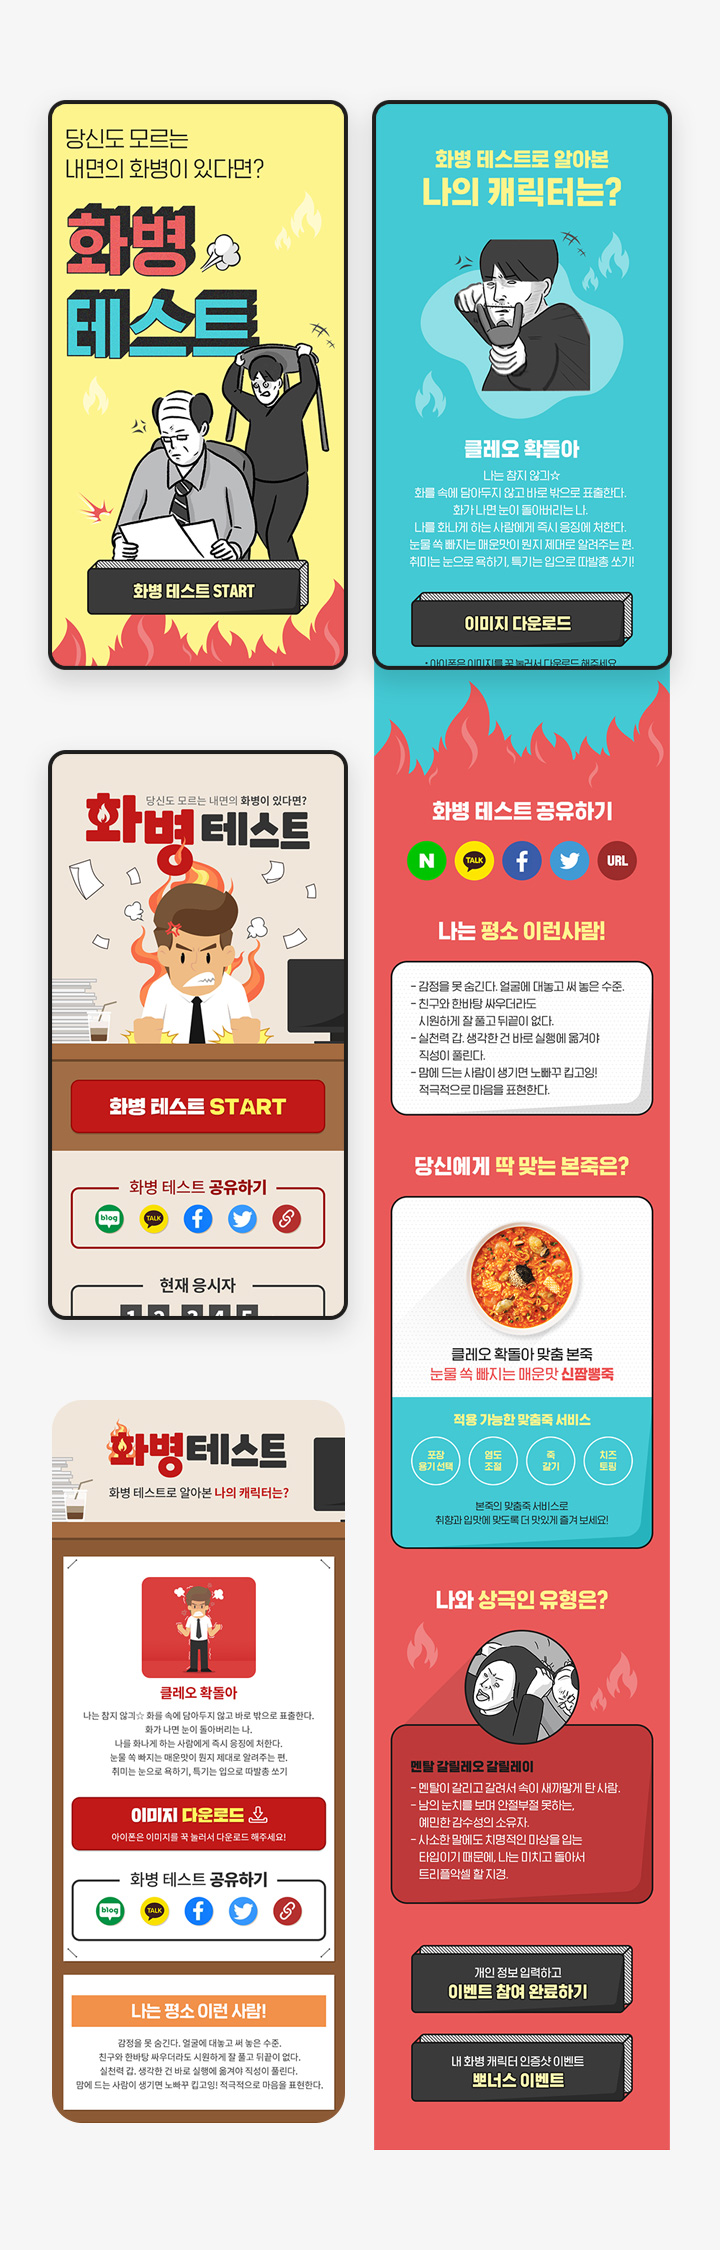 당신도 모르는
내면의 화병이 있다면?
화병
테스트
화병 테스트 START
화병 테스트로 알아본
나의 캐릭터는?
클레오 확돌아
나는 참지 않긔☆
화를 속에 담아두지 않고 바로 밖으로 표출한다.
화가 나면 눈이 돌아버리는 나.
나를 화나게 하는 사람에게 즉시 응징에 처한다.
눈물 쏙 빠지는 매운맛이 뭔지 제대로 알려주는 편.
취미는 눈으로 욕하기, 특기는 입으로 따발총 쏘기!
이미지 다운로드
• 아이폰은 이미지를 꾹 눌러서 다운로드 해주세요
화병 테스트 공유하기
N
TALK
f
URL
나는 평소 이런사람!
- 감정을 못 숨긴다. 얼굴에 대놓고 써 놓은 수준.
- 친구와 한바탕 싸우더라도
시원하게 잘 풀고 뒤끝이 없다.
- 실천력 갑. 생각한 건 바로 실행에 옮겨야
직성이 풀린다.
- 맘에 드는 사람이 생기면 노빠꾸 킵고잉!
적극적으로 마음을 표현한다.
당신에게 딱 맞는 본죽은?
클레오 확돌아 맞춤 본죽
눈물 쏙 빠지는 매운맛 신짬뽕죽
적용 가능한 맞춤죽 서비스
포장
용기 선택
염도
조절
죽
갈기
치즈
토핑
본죽의 맞춤죽 서비스로
취향과 입맛에 맞도록 더 맛있게 즐겨 보세요!
나와 상극인 유형은?
멘탈 갈릴레오 갈릴레이
- 멘탈이 갈리고 갈려서 속이 새까맣게 탄 사람.
- 남의 눈치를 보며 안절부절 못하는,
예민한 감수성의 소유자.
- 사소한 말에도 치명적인 마상을 입는
타입이기 때문에, 나는 미치고 돌아서
트리플악셀 할 지경.
개인 정보 입력하고
이벤트 참여 완료하기
내 화병 캐릭터 인증샷 이벤트
뽀너스 이벤트
당신도 모르는 내면의 화병이 있다면?
화병 테스트
화병 테스트 START
화병 테스트 공유하기
blog
TALK
f
현재 응시자
1 2 3 4 5
화병테스트
화병 테스트로 알아본 나의 캐릭터는?
클레오 확돌아
나는 참지 않긔☆ 화를 속에 담아두지 않고 바로 밖으로 표출한다.
화가 나면 눈이 돌아버리는 나.
나를 화나게 하는 사람에게 즉시 응징에 처한다.
눈물 쏙 빠지는 매운맛이 뭔지 제대로 알려주는 편.
취미는 눈으로 욕하기, 특기는 입으로 따발총 쏘기
이미지 다운로드
아이폰은 이미지를 꾹 눌러서 다운로드 해주세요!
화병 테스트 공유하기
blog
TALK
f
나는 평소 이런 사람!
감정을 못 숨긴다. 얼굴에 대놓고 써 놓은 수준.
친구와 한바탕 싸우더라도 시원하게 잘 풀고 뒤끝이 없다.
실천력 갑. 생각한 건 바로 실행에 옮겨야 직성이 풀린다.
맘에 드는 사람이 생기면 노빠꾸 킵고잉! 적극적으로 마음을 표현한다.